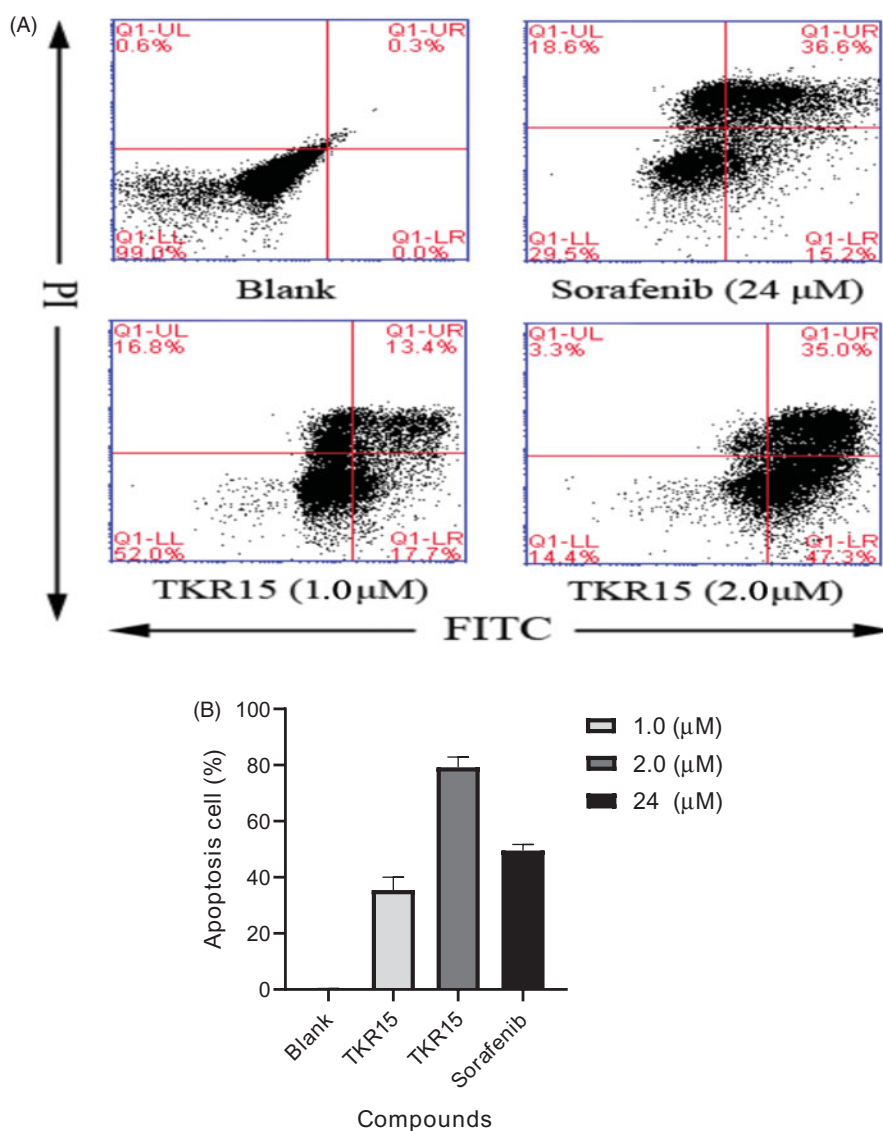 (A)
PI
Q1-UL
0.6%
Q1-UR
0.3%
Q1-LL
99.0%
Q1-LR
0.0%
Blank
Q1-UL
18.6%
Q1-UR
36.6%
Q1-LL
29.5%
Q1-LR
15.2%
Sorafenib (24 μM)
Q1-UL
16.8%
Q1-UR
13.4%
Q1-LL
52.0%
Q1-LR
17.7%
TKR15 (1.0 μM)
Q1-UL
3.3%
Q1-UR
35.0%
Q1-LL
14.4%
Q1-LR
47.3%
TKR15 (2.0 μM)
FITC
(B)
Apoptosis cell (%)
100
80
60
40
20
0
Blank
TKR15
TKR15
Sorafenib
Compounds
1.0 (μM)
2.0 (μM)
24 (μM)